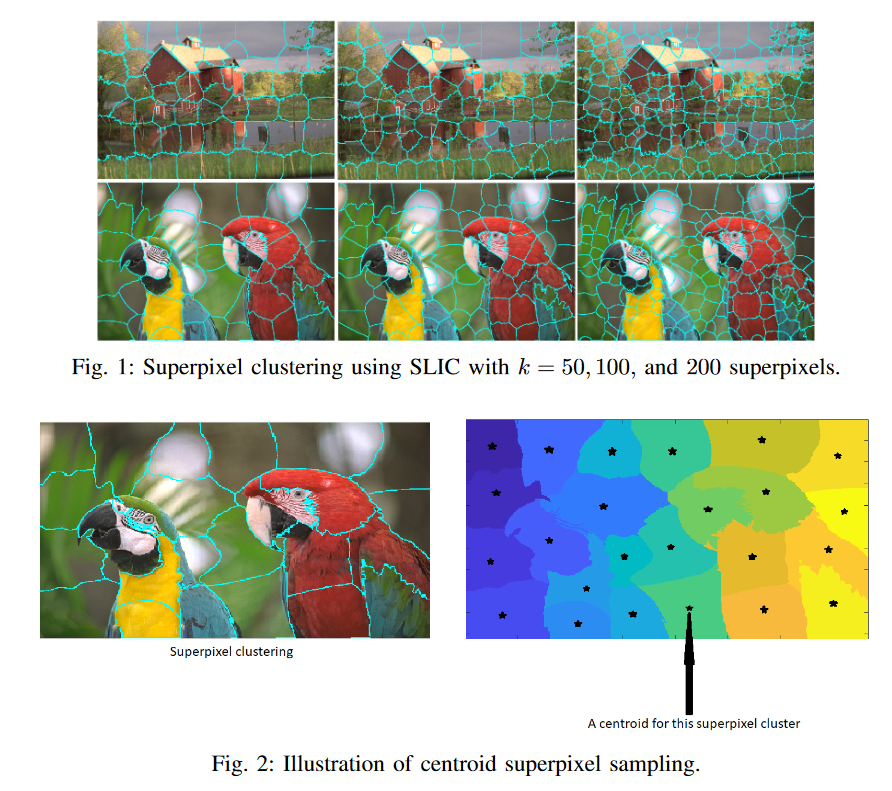 Fig. 1: Superpixel clustering using SLIC with k = 50, 100, and 200 superpixels.
Superpixel clustering
A centroid for this superpixel cluster
Fig. 2: Illustration of centroid superpixel sampling.